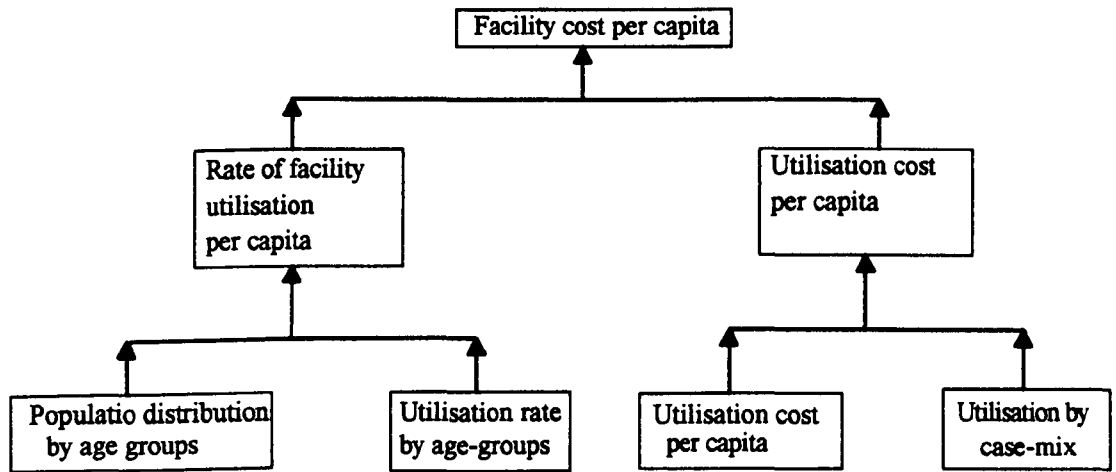 Facility cost per capita
Rate of facility
utilisation
per capita
Utilisation cost
per capita
Populatio distribution
by age groups
Utilisation rate
by age-groups
Utilisation cost
per capita
Utilisation by
case-mix